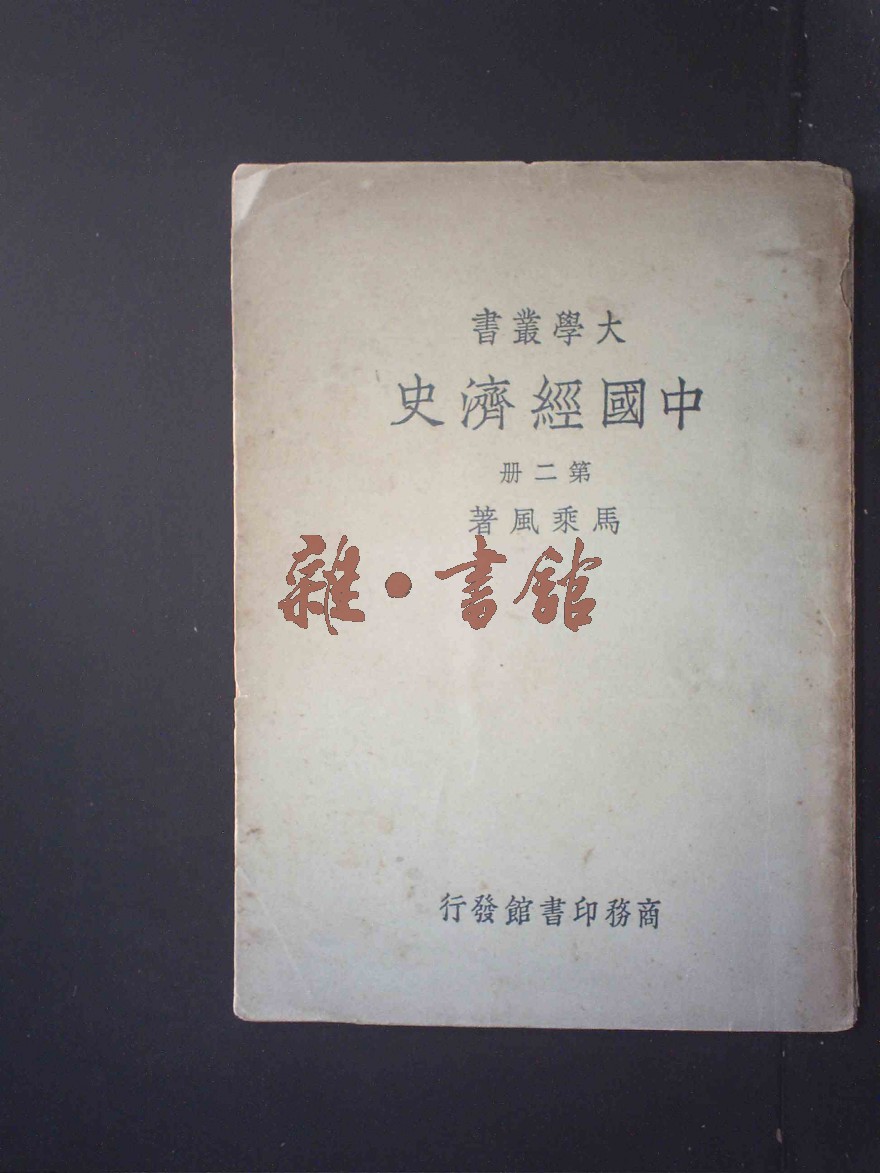 大學叢書
中國經濟史
第二册
馬乘風著
雜·書館
商務印書館發行